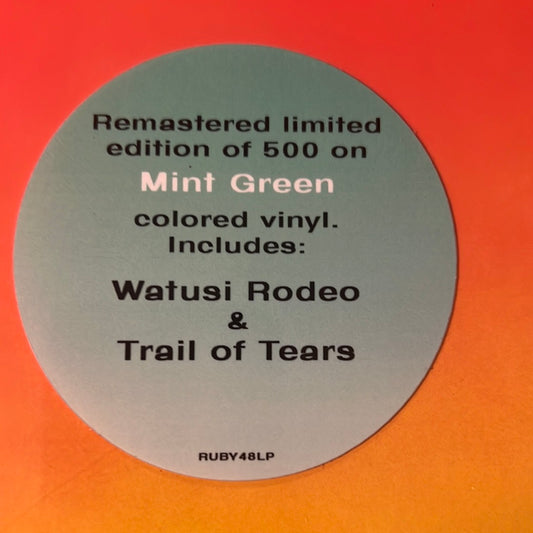 Remastered limited
edition of 500 on
Mint Green
colored vinyl.
Includes:
Watusi Rodeo
&
Trail of Tears
RUBY48LP